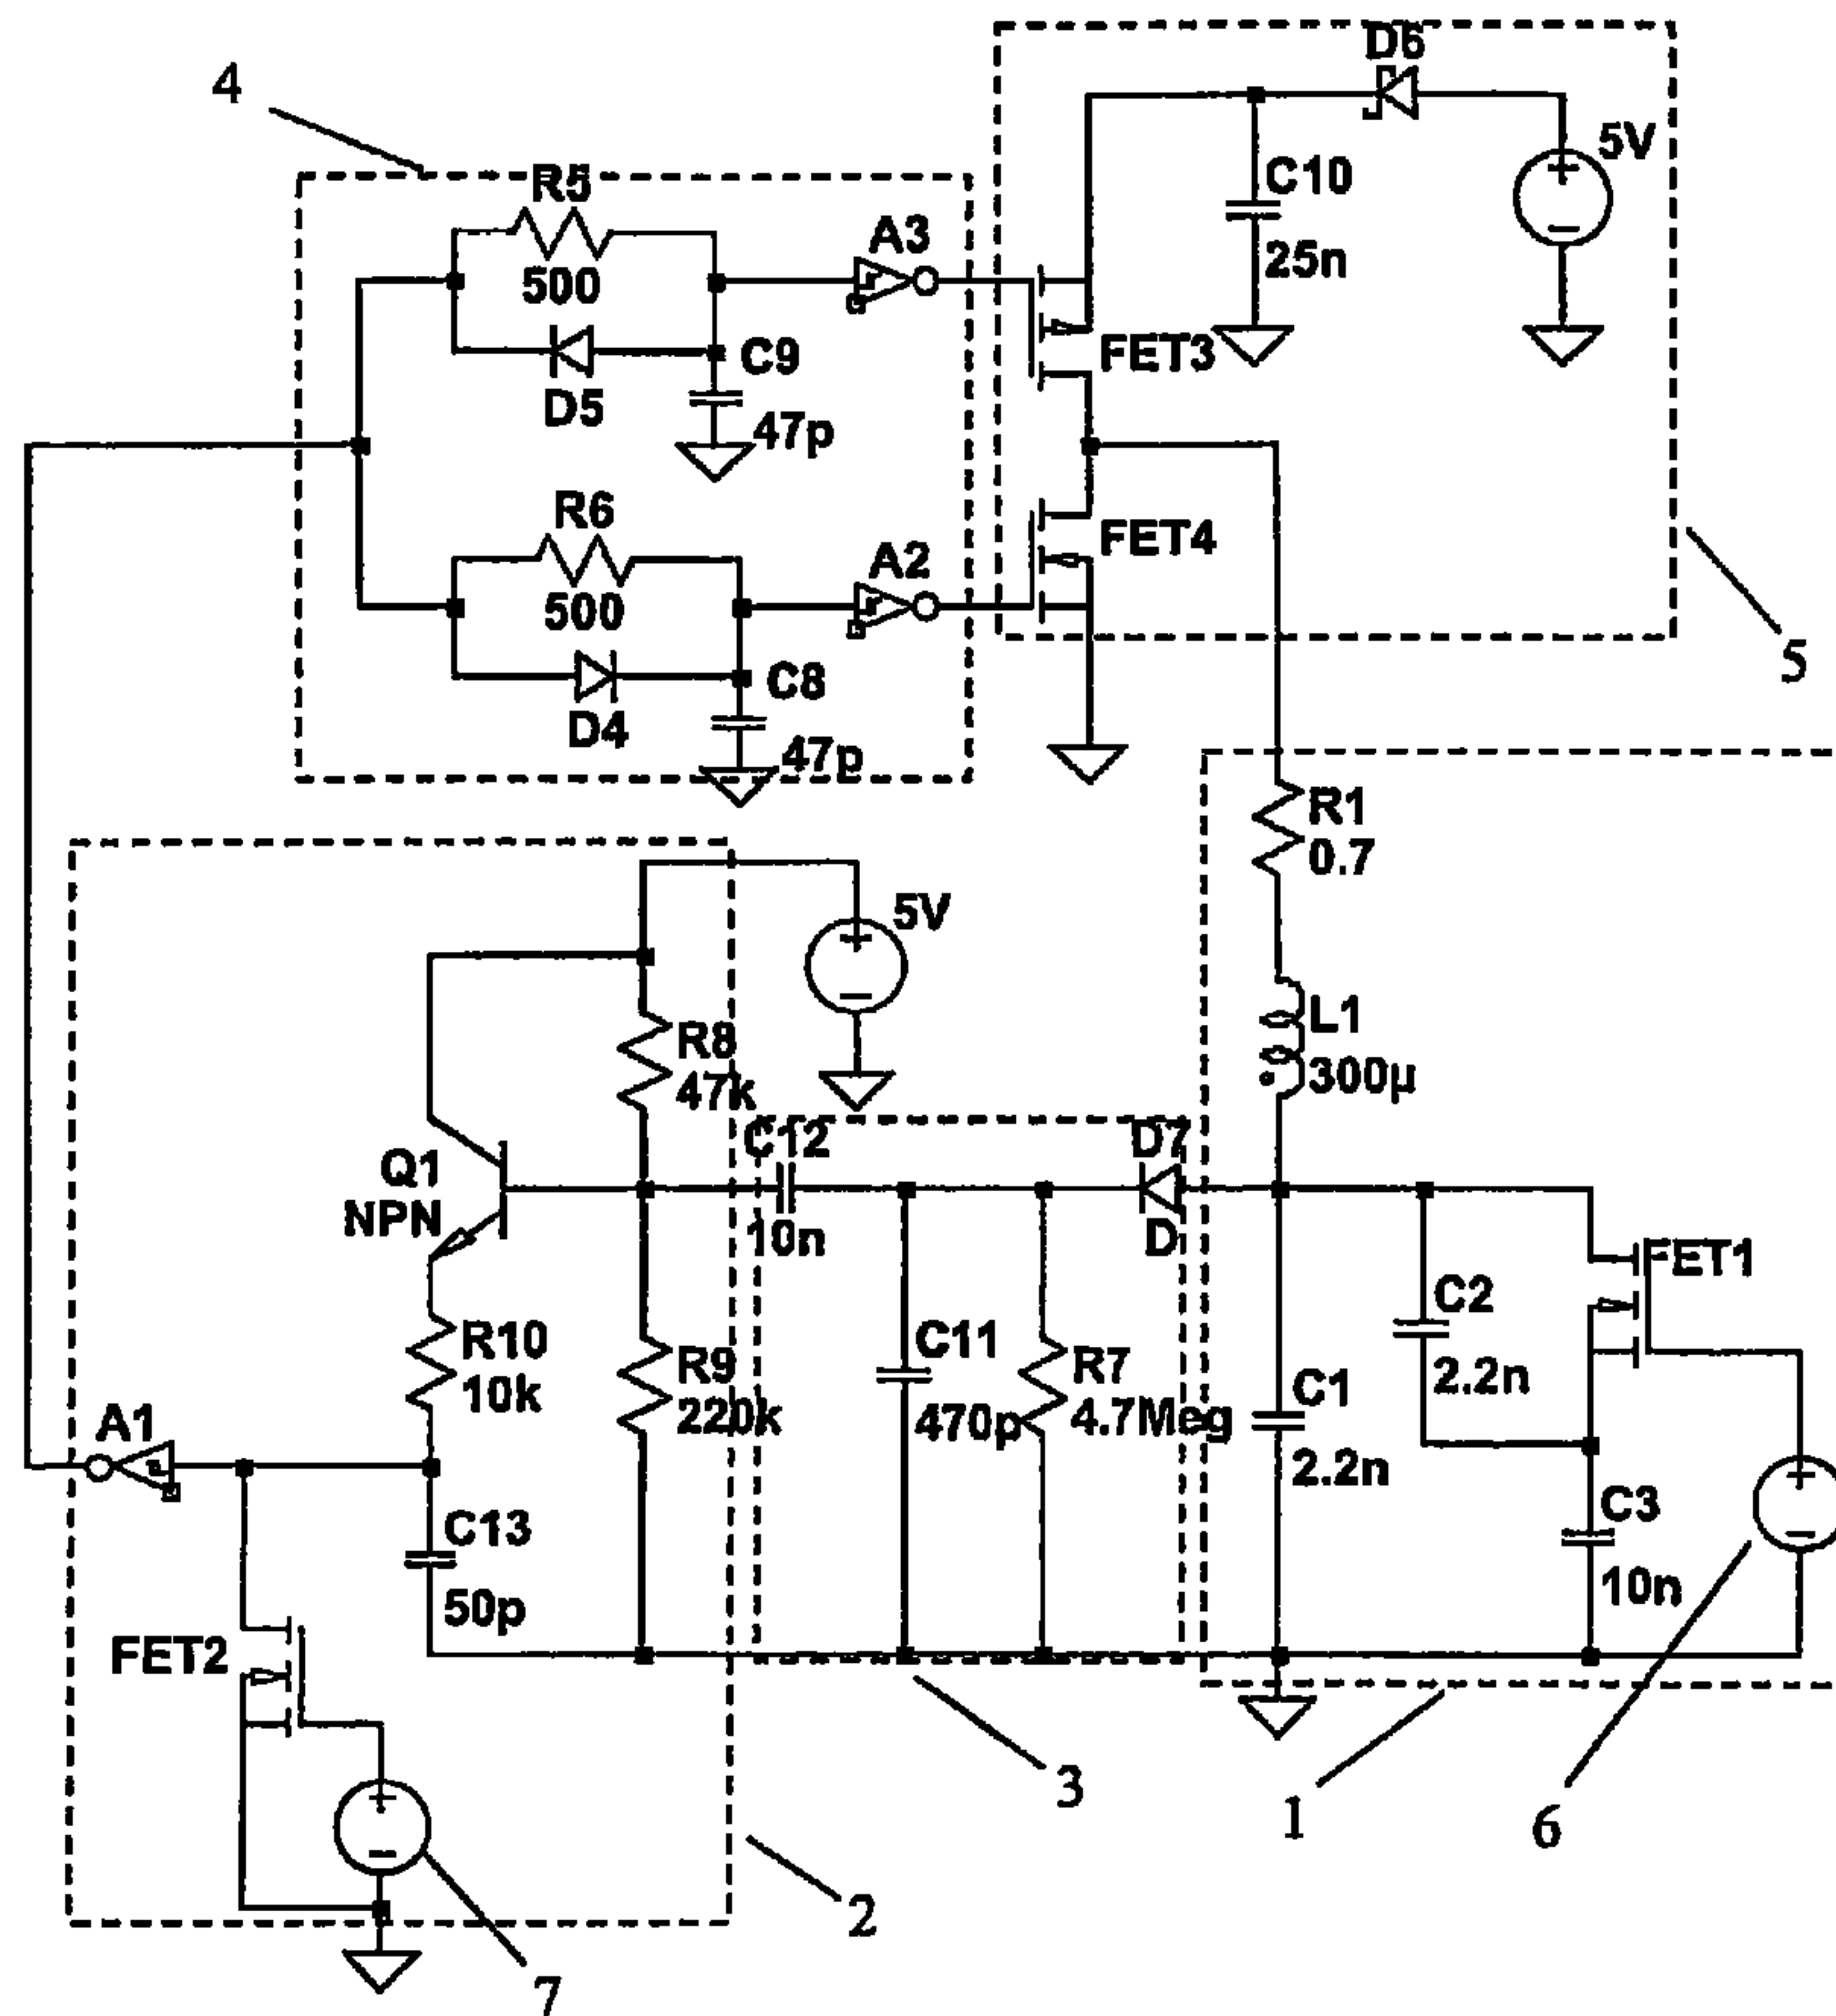 D6
4
5V
R5
C10
A3
25n
500
FET3
C9
D5
47p
R6
FET4
A2
500
5
C8
D4
47p
R1
0.7
5V
L1
R8
300µ
47k
C12
D7
Q1
NPN
10n
D
FET1
C2
R10
C11
R9
R7
2.2n
10k
C1
220k
470p
4.7Meg
A1
2.2n
C3
C13
10n
50p
FET2
3
1
6
2
7